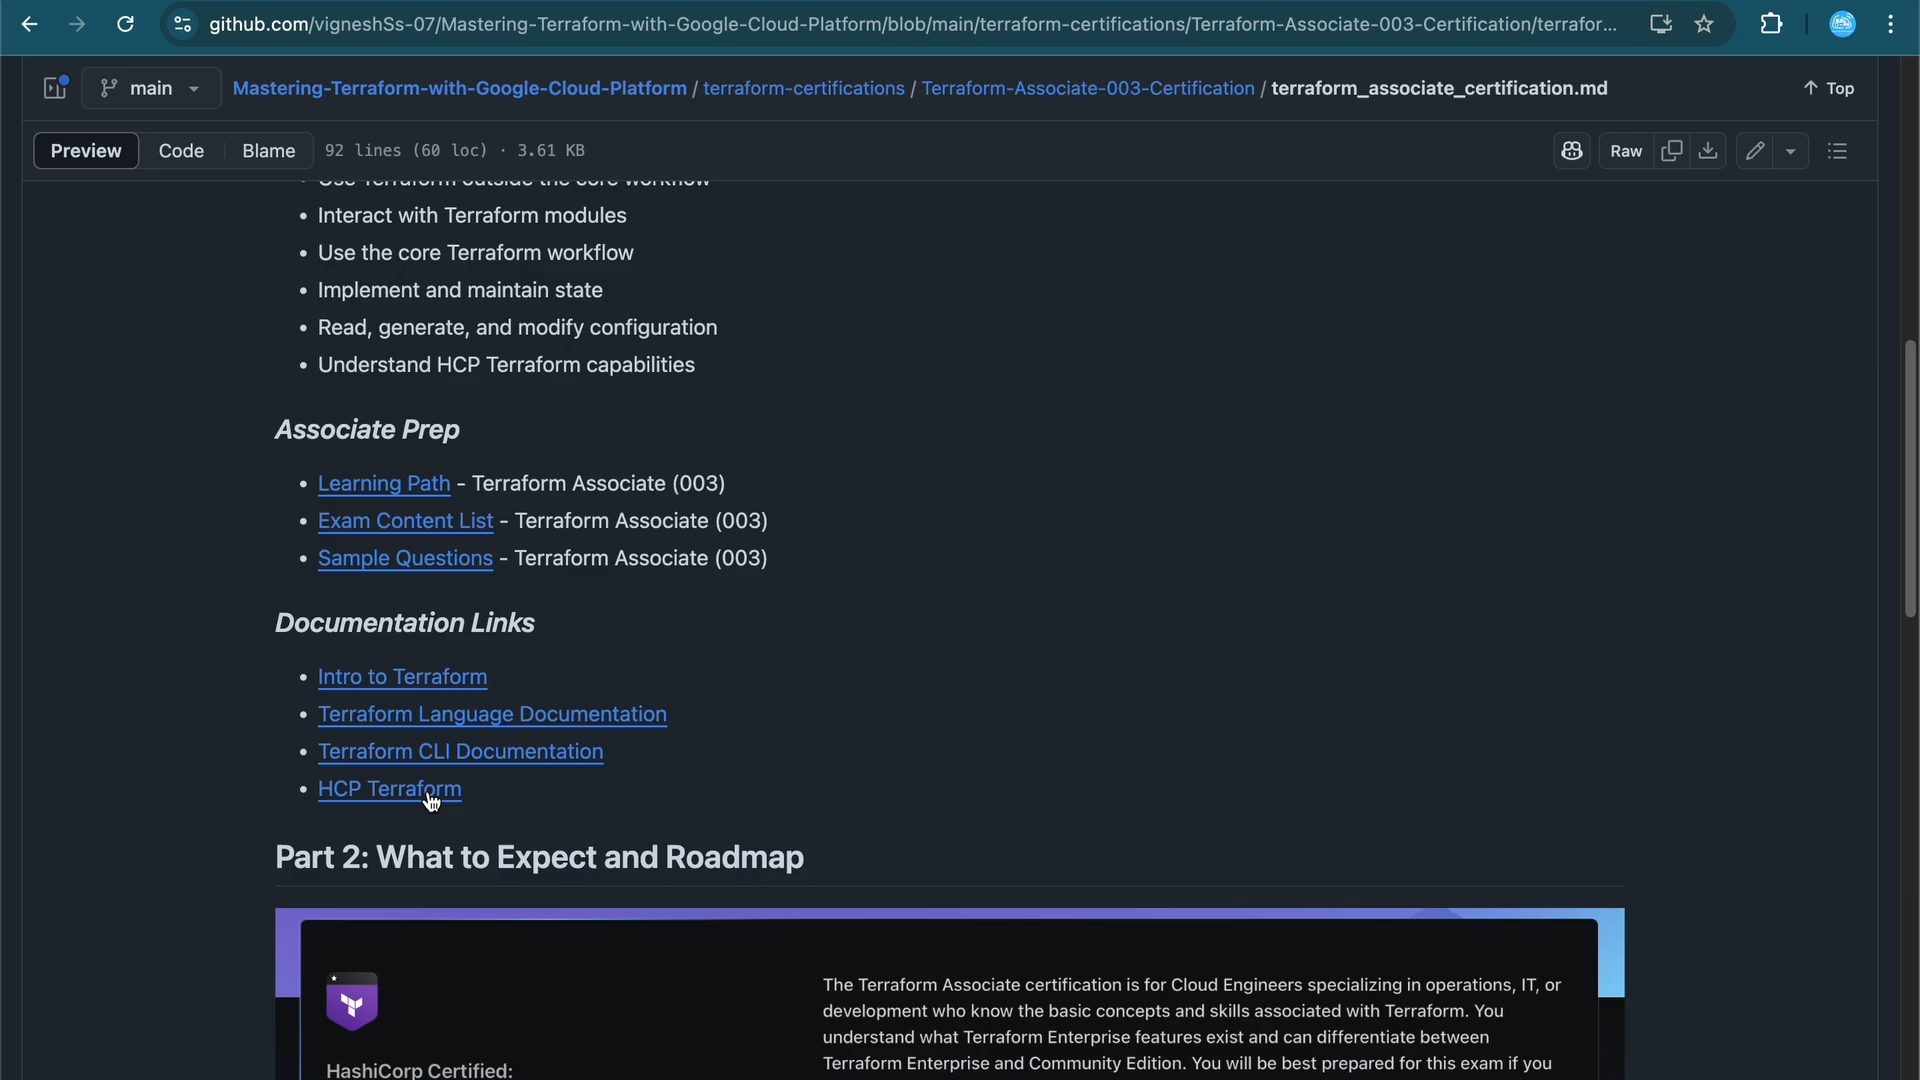 github.com/vigneshSs-07/Mastering-Terraform-with-Google-Cloud-Platform/blob/main/terraform-certifications/Terraform-Associate-003-Certification/terrafor...
main
Mastering-Terraform-with-Google-Cloud-Platform / terraform-certifications / Terraform-Associate-003-Certification / terraform_associate_certification.md
Top
Preview
Code
Blame
92 lines (60 loc) · 3.61 KB
Raw
• Use Terraform outside the core workflow
• Interact with Terraform modules
• Use the core Terraform workflow
• Implement and maintain state
• Read, generate, and modify configuration
• Understand HCP Terraform capabilities
Associate Prep
• Learning Path - Terraform Associate (003)
• Exam Content List - Terraform Associate (003)
• Sample Questions - Terraform Associate (003)
Documentation Links
• Intro to Terraform
• Terraform Language Documentation
• Terraform CLI Documentation
• HCP Terraform
Part 2: What to Expect and Roadmap
The Terraform Associate certification is for Cloud Engineers specializing in operations, IT, or
development who know the basic concepts and skills associated with Terraform. You
understand what Terraform Enterprise features exist and can differentiate between
Terraform Enterprise and Community Edition. You will be best prepared for this exam if you
HashiCorp Certified: